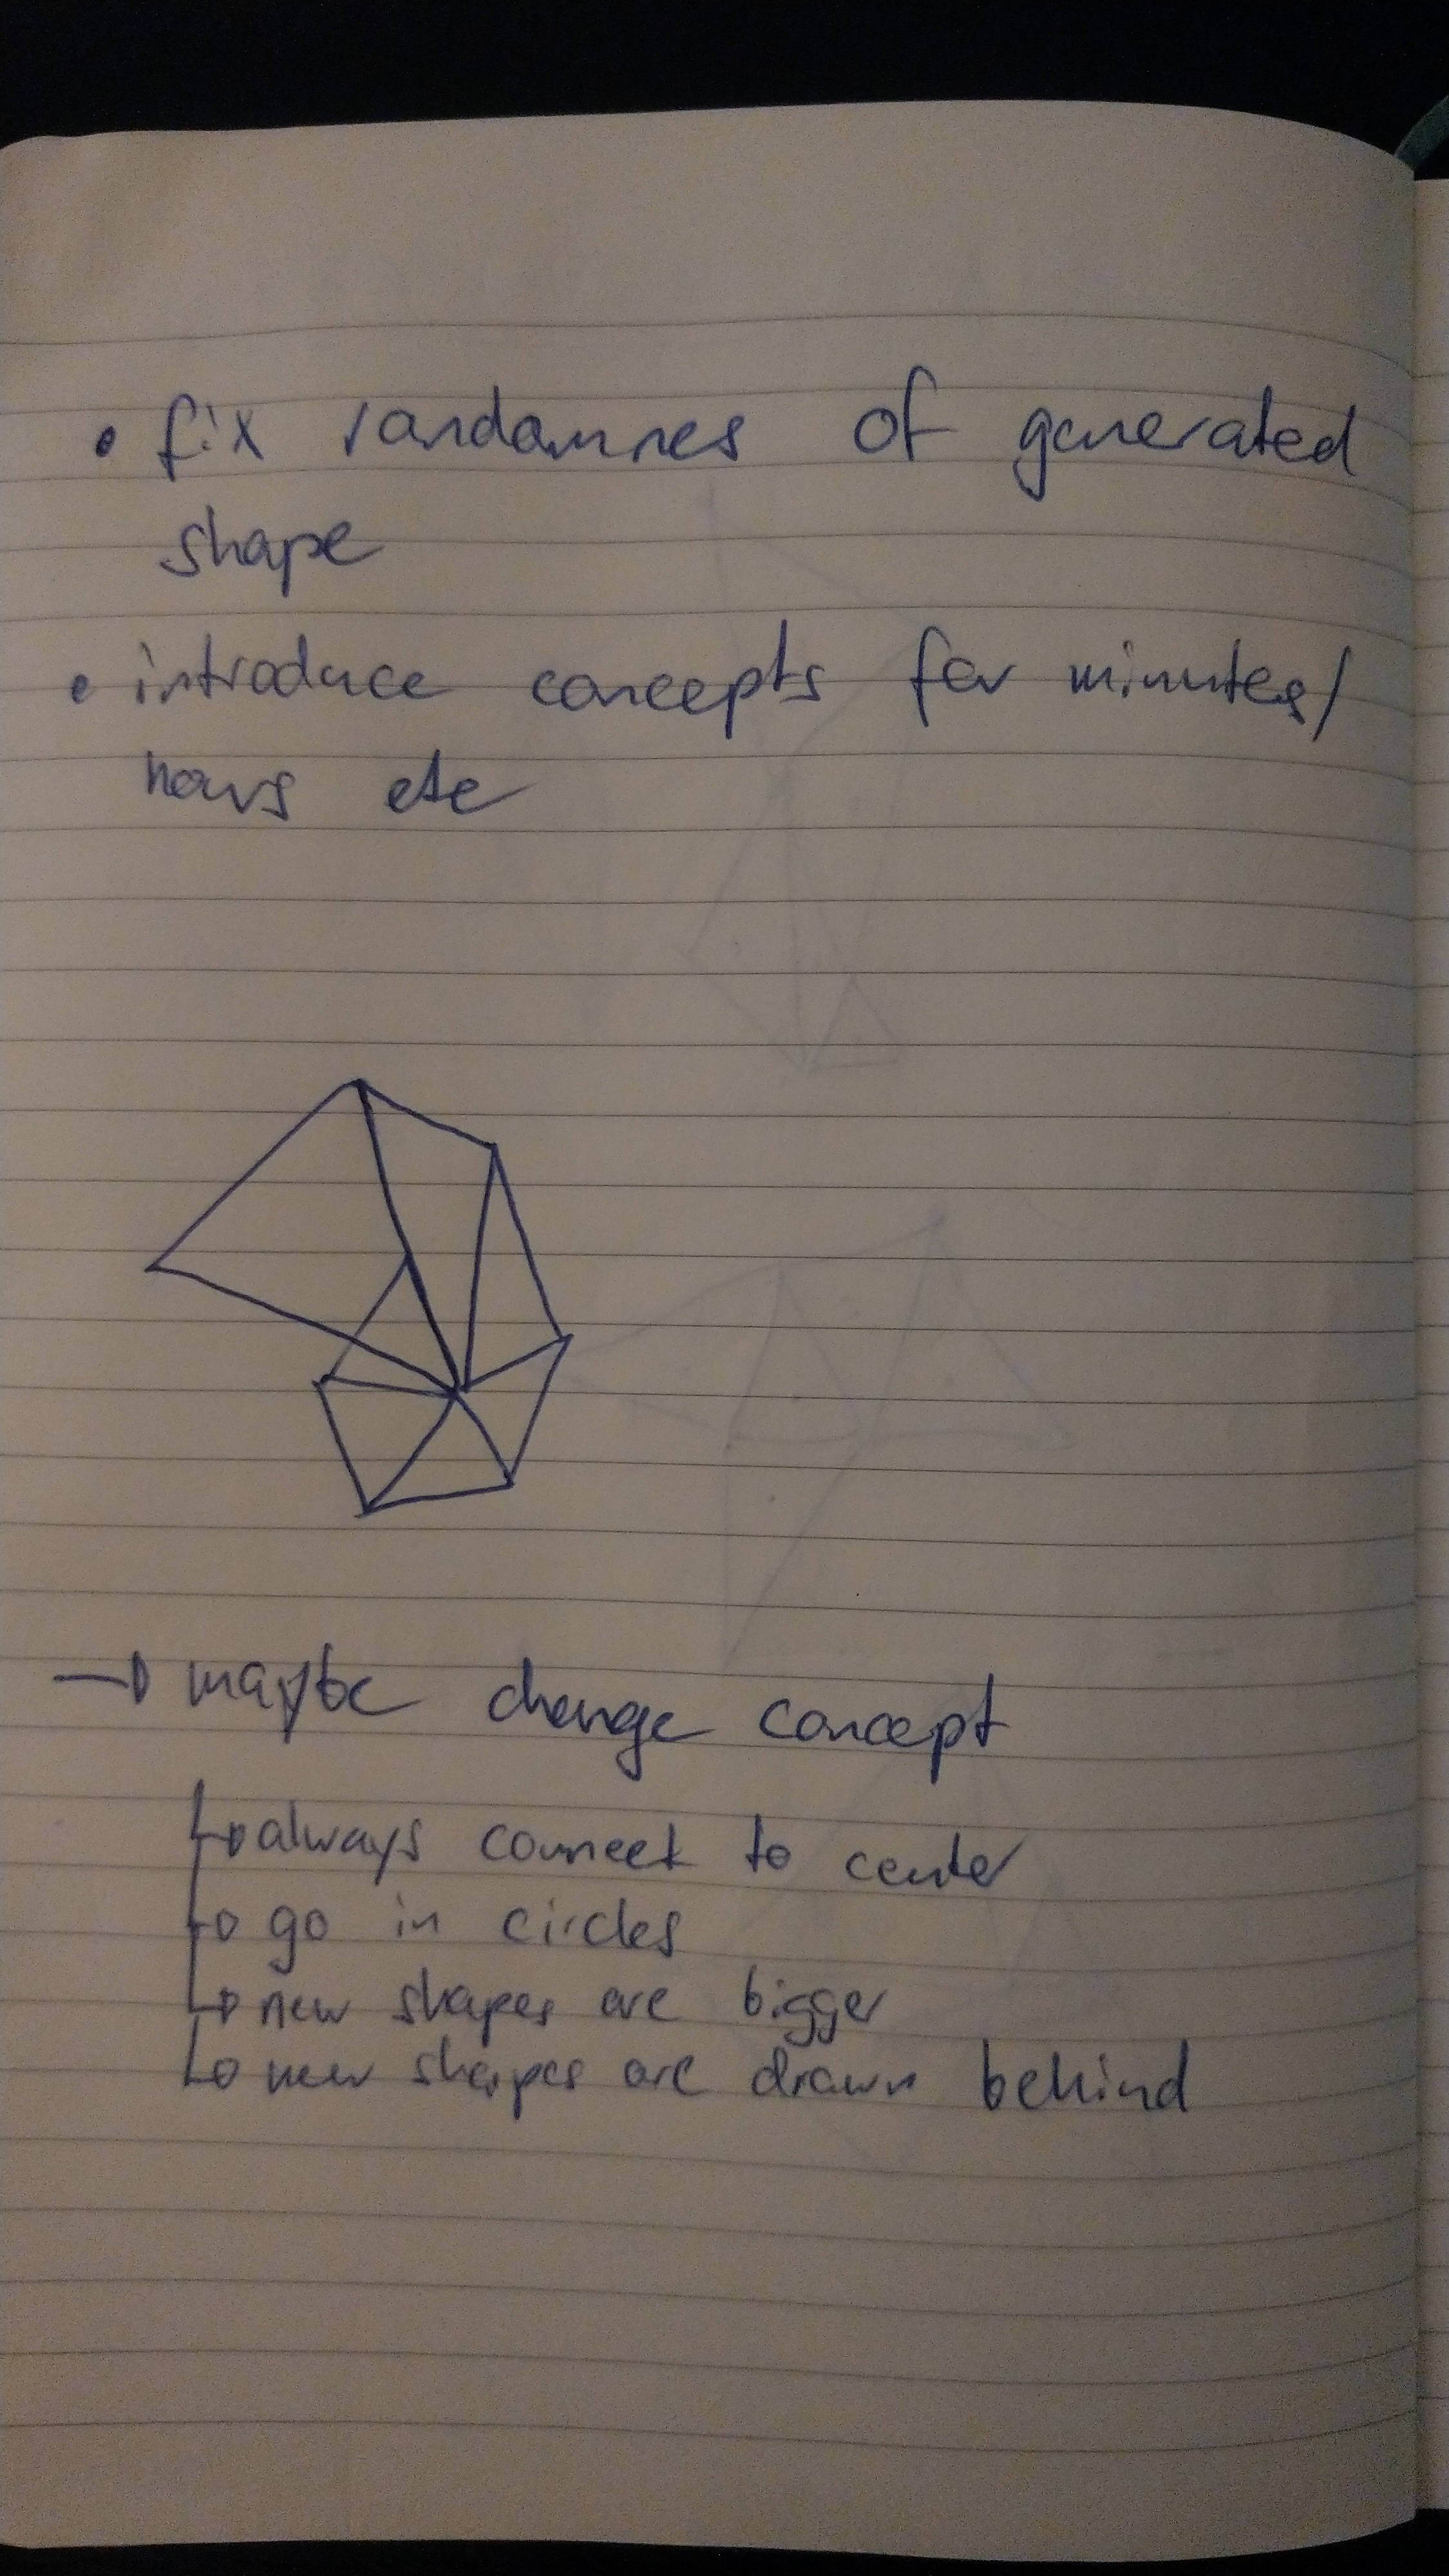 • fix randomnes of generated
shape
• introduce concepts for minutes/
hours etc
→ maybe change concept
↳ always connect to center
↳ go in circles
↳ new shapes are bigger
↳ new shapes are drawn behind